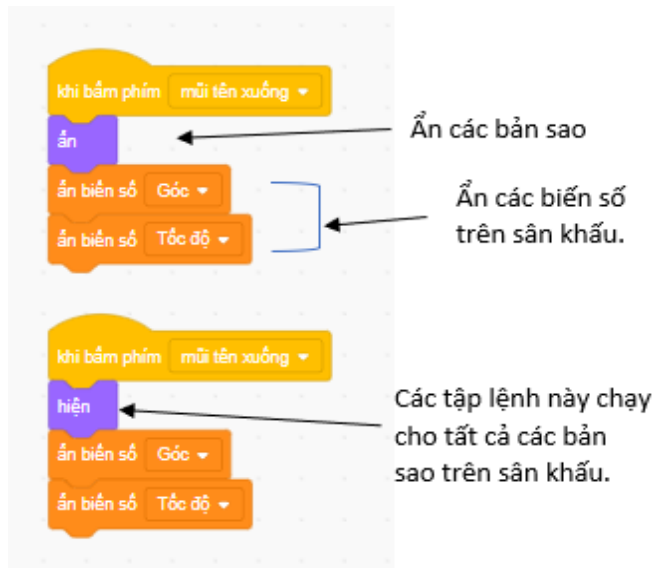 khi bấm phím mũi tên xuống
ẩn
Ẩn các bản sao
ẩn biến số Góc
ẩn biến số Tốc độ
Ẩn các biến số
trên sân khấu.
khi bấm phím mũi tên xuống
hiện
ẩn biến số Góc
ẩn biến số Tốc độ
Các tập lệnh này chạy
cho tất cả các bản
sao trên sân khấu.